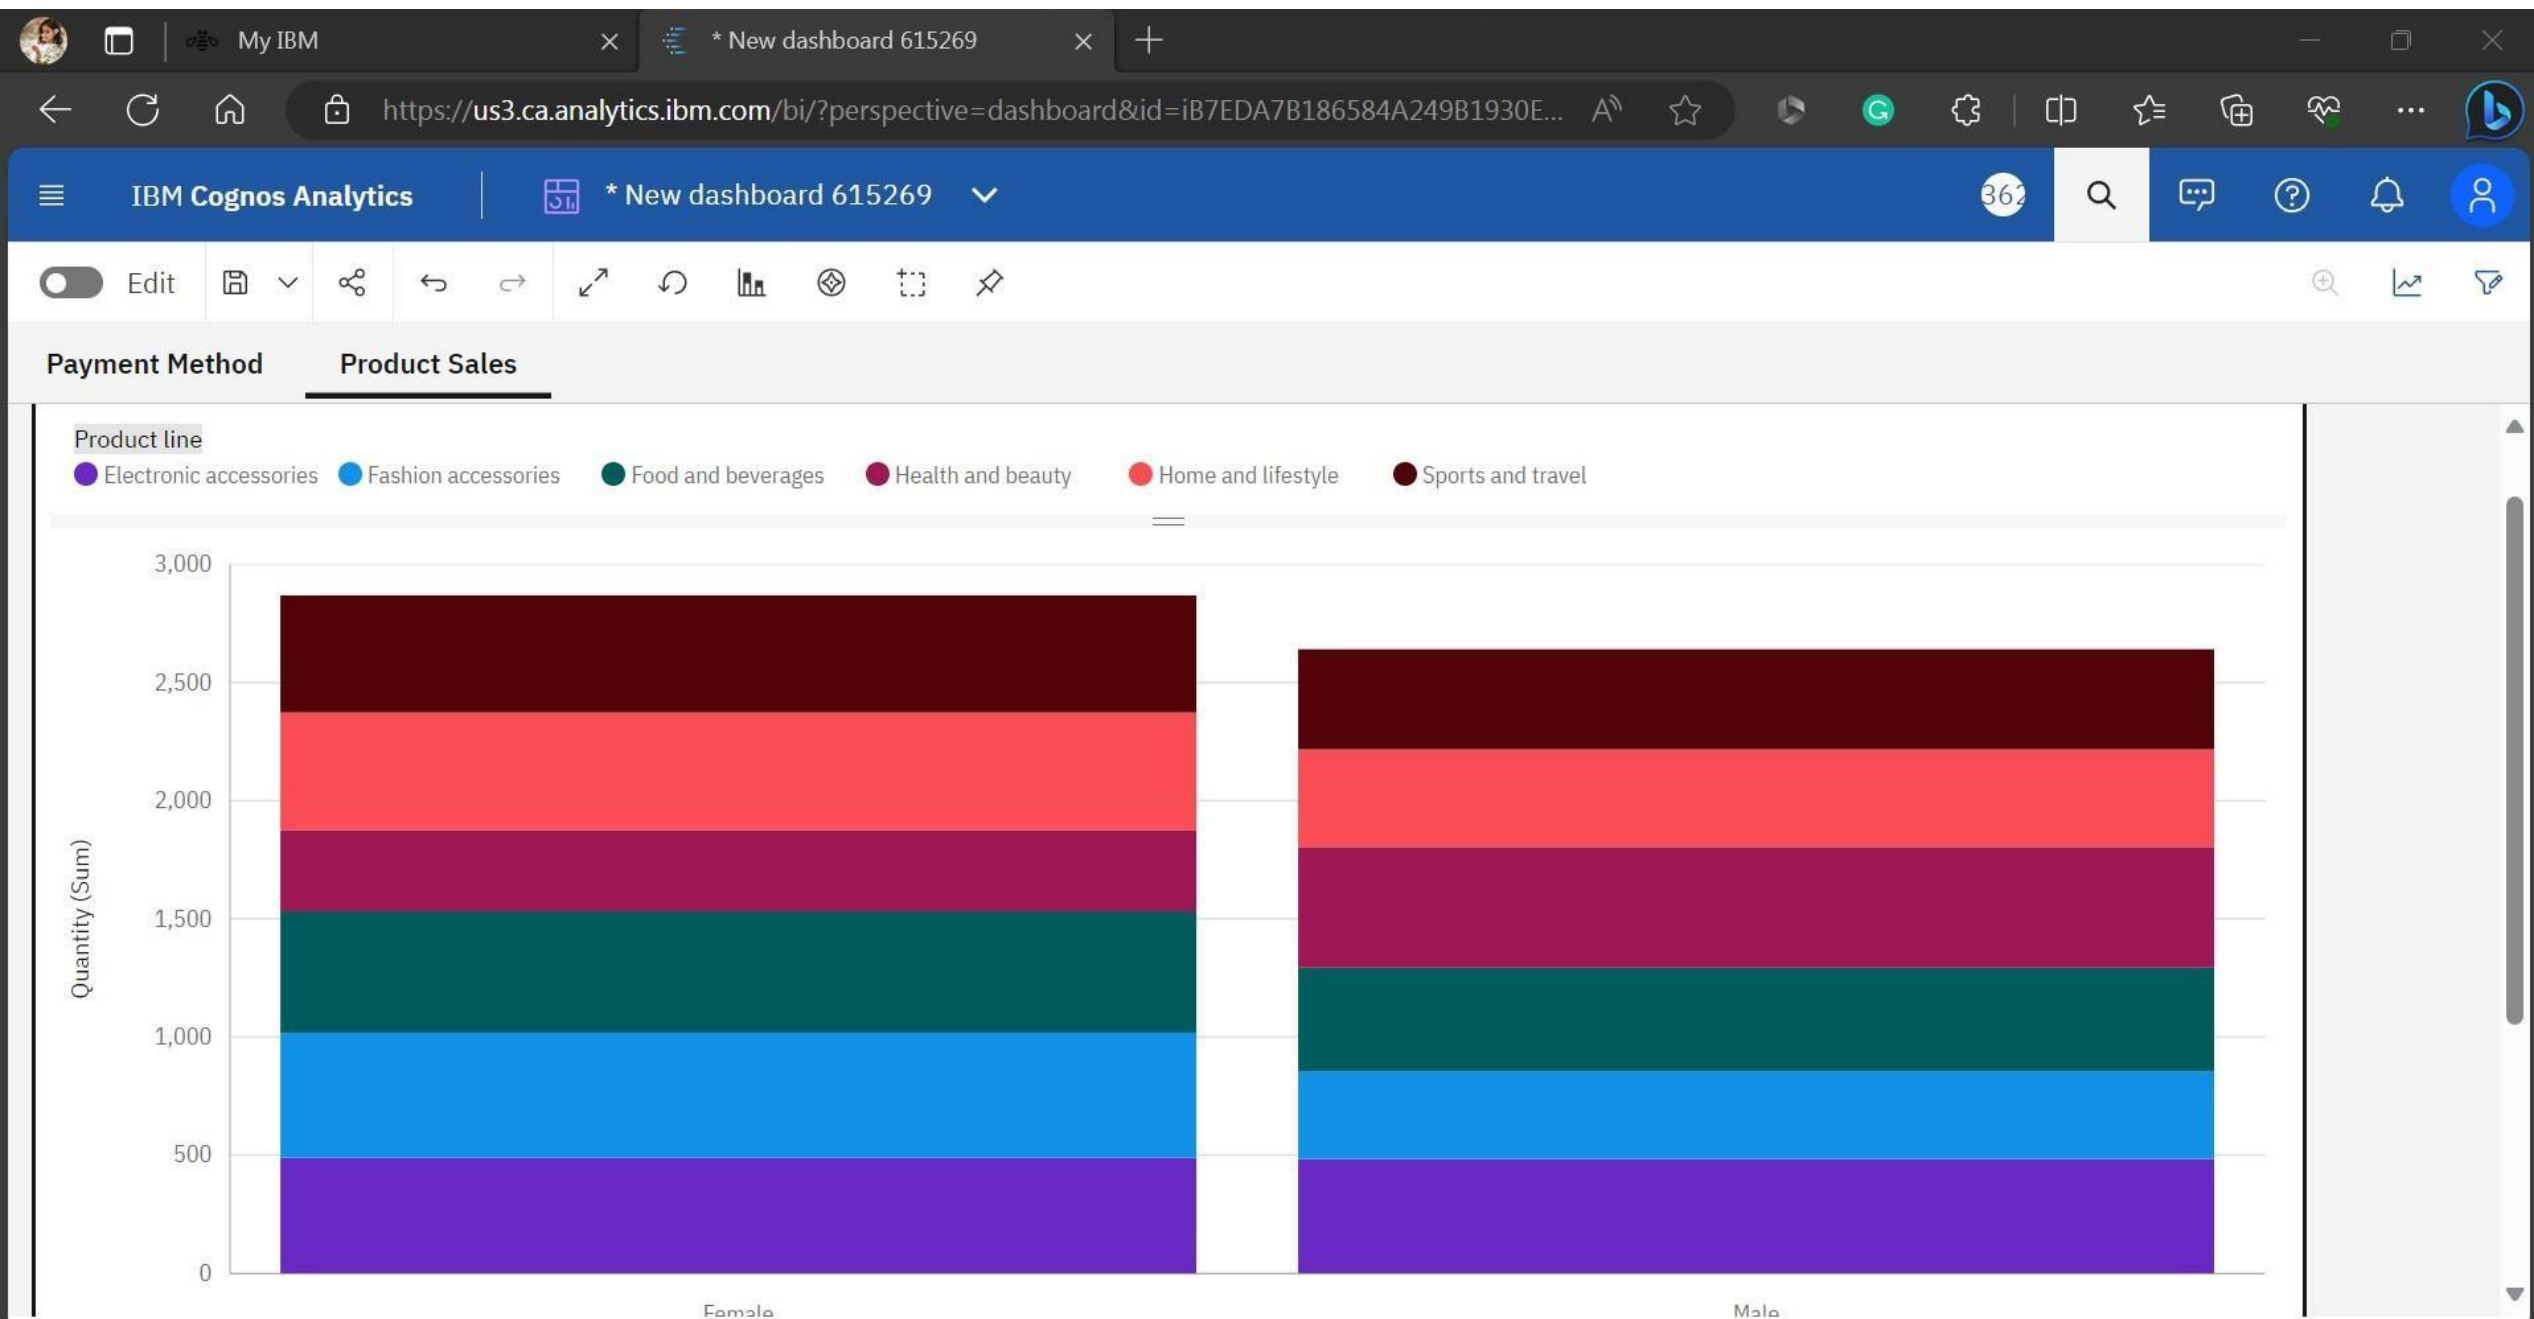 My IBM
* New dashboard 615269
https://us3.ca.analytics.ibm.com/bi/?perspective=dashboard&id=iB7EDA7B186584A249B1930E...
IBM Cognos Analytics
* New dashboard 615269
362
Edit
Payment Method
Product Sales
Product line
Electronic accessories
Fashion accessories
Food and beverages
Health and beauty
Home and lifestyle
Sports and travel
3,000
2,500
2,000
1,500
1,000
500
0
Quantity (Sum)
Female
Male